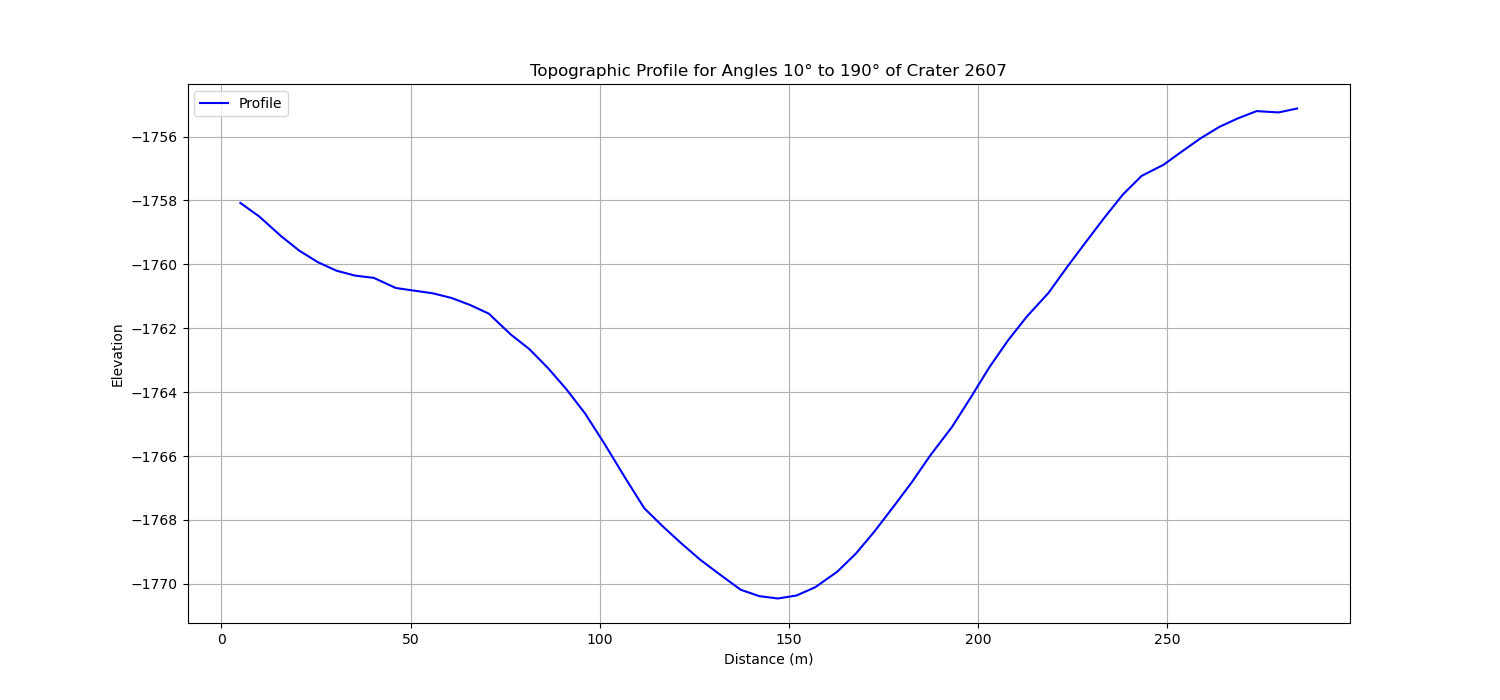 Topographic Profile for Angles 10° to 190° of Crater 2607
Profile
−1756
−1758
−1760
−1762
−1764
−1766
−1768
−1770
Elevation
0 50 100 150 200 250
Distance (m)